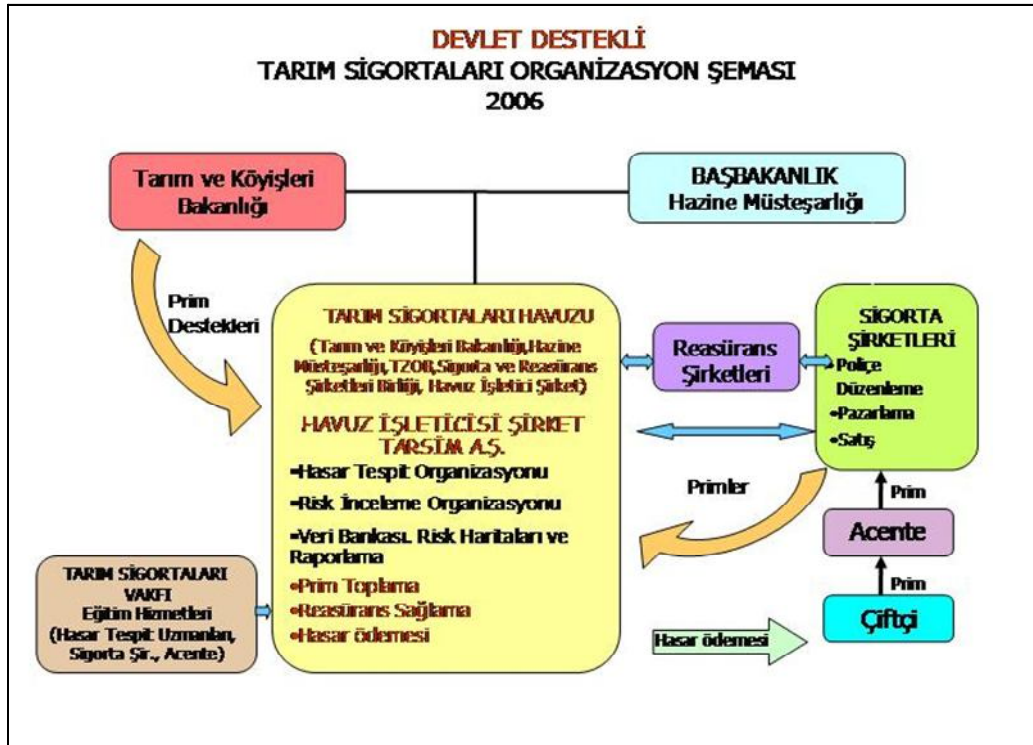 DEVLET DESTEKLİ
TARIM SİGORTALARI ORGANİZASYON ŞEMASI
2006
Tarım ve Köyişleri
Bakanlığı
BAŞBAKANLIK
Hazine Müsteşarlığı
Prim
Destekleri
TARIM SİGORTALARI HAVUZU
(Tarım ve Köyişleri Bakanlığı,Hazine
Müsteşarlığı,TZOB,Sigorta ve Reasürans
Şirketleri Birliği, Havuz İşletici Şirket)
HAVUZ İŞLETİCİSİ ŞİRKET
TARSİM A.Ş.
-Hasar Tespit Organizasyonu
-Risk İnceleme Organizasyonu
-Veri Bankası. Risk Haritaları ve
Raporlama
•Prim Toplama
•Reasürans Sağlama
•Hasar ödemesi
Reasürans
Şirketleri
SİGORTA
ŞİRKETLERİ
•Poliçe
Düzenleme
•Pazarlama
•Satış
Primler
Prim
Acente
Prim
Çiftçi
Hasar ödemesi
TARIM SİGORTALARI
VAKFI
Eğitim Hizmetleri
(Hasar Tespit Uzmanları,
Sigorta Şir., Acente)